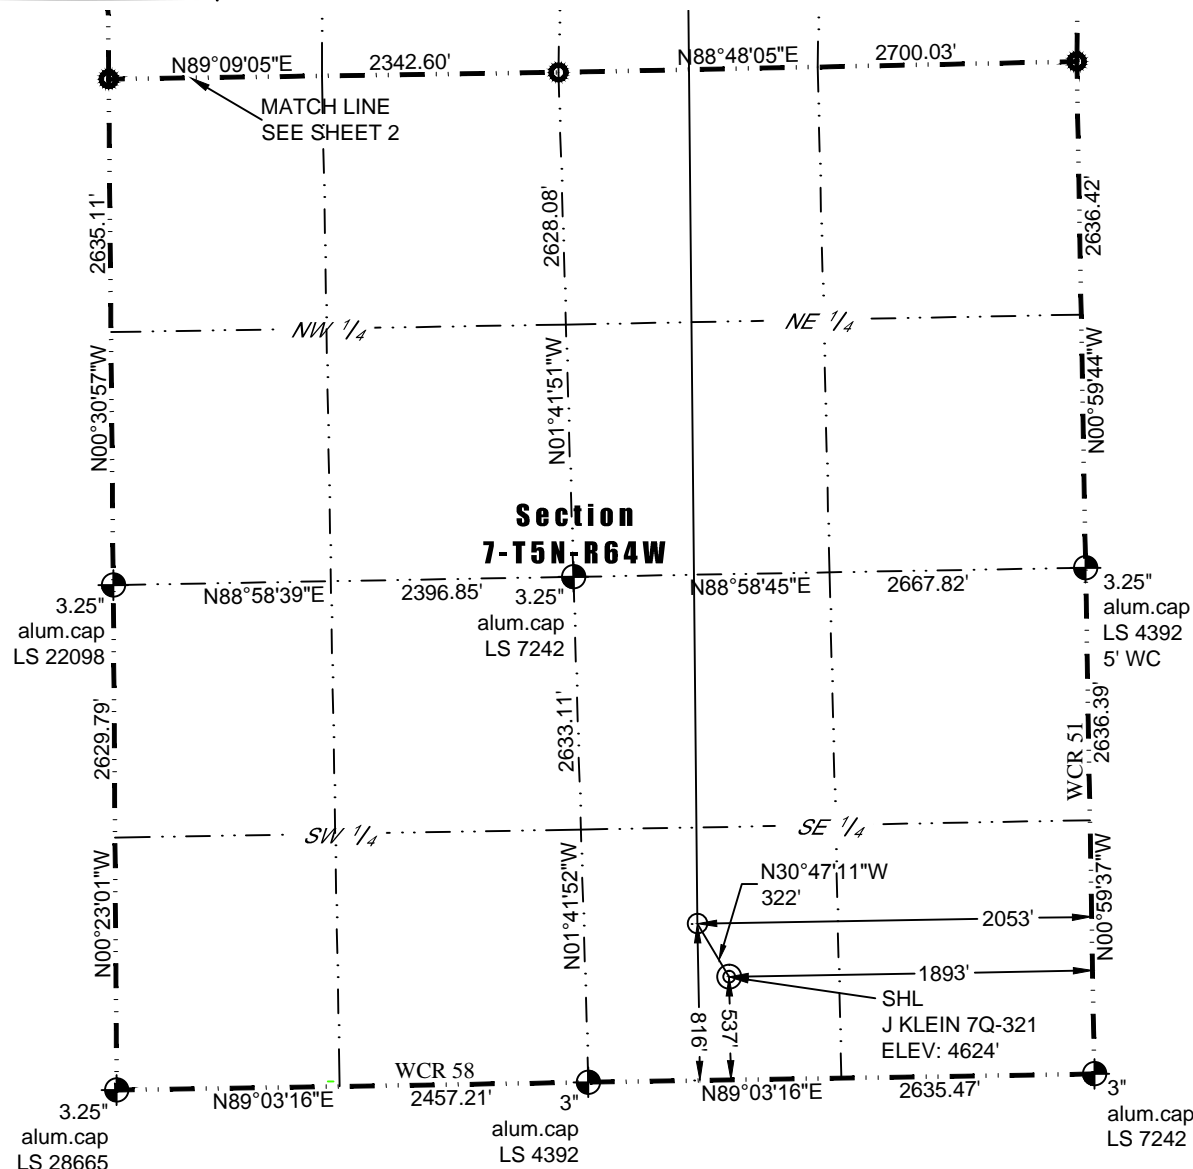 N89°09'05"E
2342.60'
N88°48'05"E
2700.03'
MATCH LINE
SEE SHEET 2
2635.11'
2628.08'
2636.42'
NW 1/4
NE 1/4
N00°30'57"W
N01°41'51"W
N00°59'44"W
Section
7-T5N-R64W
N88°58'39"E
2396.85'
N88°58'45"E
2667.82'
3.25"
alum.cap
LS 22098
3.25"
alum.cap
LS 7242
3.25"
alum.cap
LS 4392
5' WC
2629.79'
2633.11'
WCR 51
2636.39'
SW 1/4
SE 1/4
N00°23'01"W
N01°41'52"W
N30°47'11"W
322'
N00°59'37"W
2053'
1893'
816'
537'
SHL
J KLEIN 7Q-321
ELEV: 4624'
WCR 58
N89°03'16"E
2457.21'
N89°03'16"E
2635.47'
3.25"
alum.cap
LS 28665
3"
alum.cap
LS 4392
3"
alum.cap
LS 7242